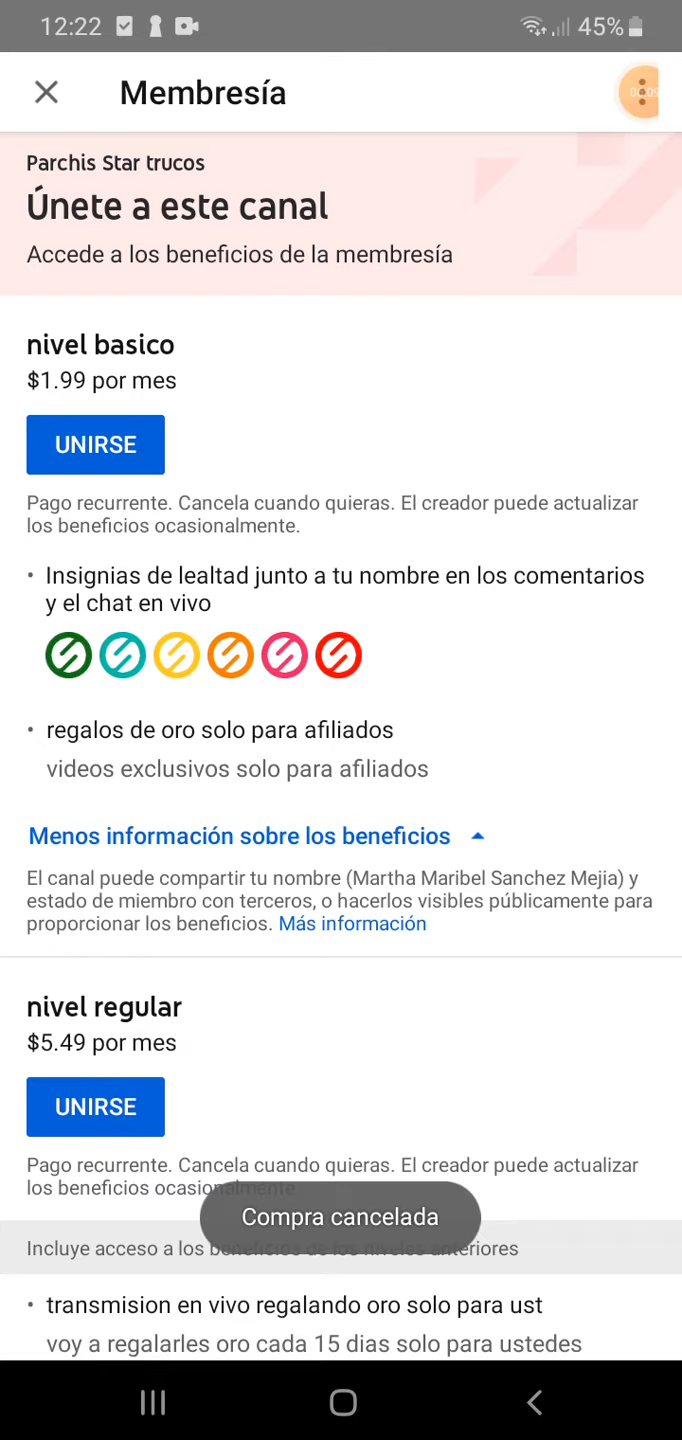 12:22
45%
Membresía
Parchis Star trucos
Únete a este canal
Accede a los beneficios de la membresía
nivel basico
$1.99 por mes
UNIRSE
Pago recurrente. Cancela cuando quieras. El creador puede actualizar
los beneficios ocasionalmente.
• Insignias de lealtad junto a tu nombre en los comentarios
y el chat en vivo
• regalos de oro solo para afiliados
videos exclusivos solo para afiliados
Menos información sobre los beneficios
El canal puede compartir tu nombre (Martha Maribel Sanchez Mejia) y
estado de miembro con terceros, o hacerlos visibles públicamente para
proporcionar los beneficios. Más información
nivel regular
$5.49 por mes
UNIRSE
Pago recurrente. Cancela cuando quieras. El creador puede actualizar
los beneficios ocasionalmente
Compra cancelada
Incluye acceso a los beneficios de los niveles anteriores
• transmision en vivo regalando oro solo para ust
voy a regalarles oro cada 15 dias solo para ustedes